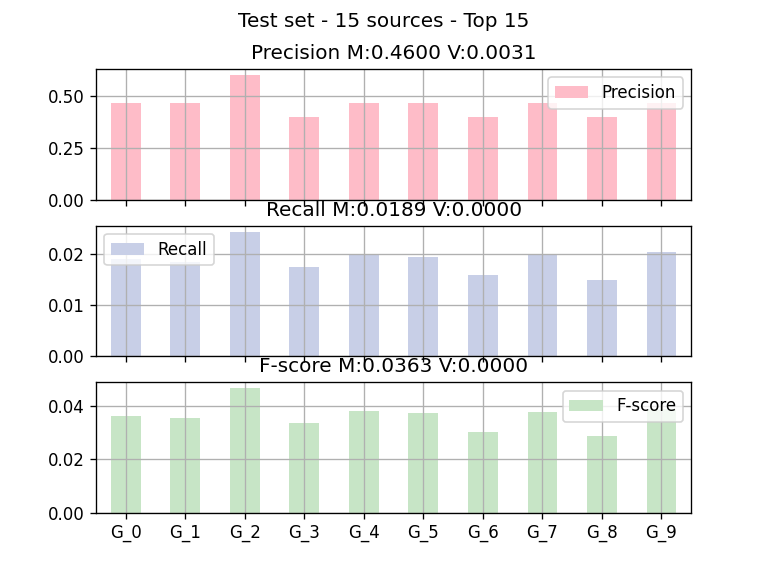 Test set - 15 sources - Top 15
Precision M:0.4600 V:0.0031
0.50
0.25
0.00
Precision
Recall M:0.0189 V:0.0000
0.02
0.01
0.00
Recall
F-score M:0.0363 V:0.0000
0.04
0.02
0.00
F-score
G_0 G_1 G_2 G_3 G_4 G_5 G_6 G_7 G_8 G_9